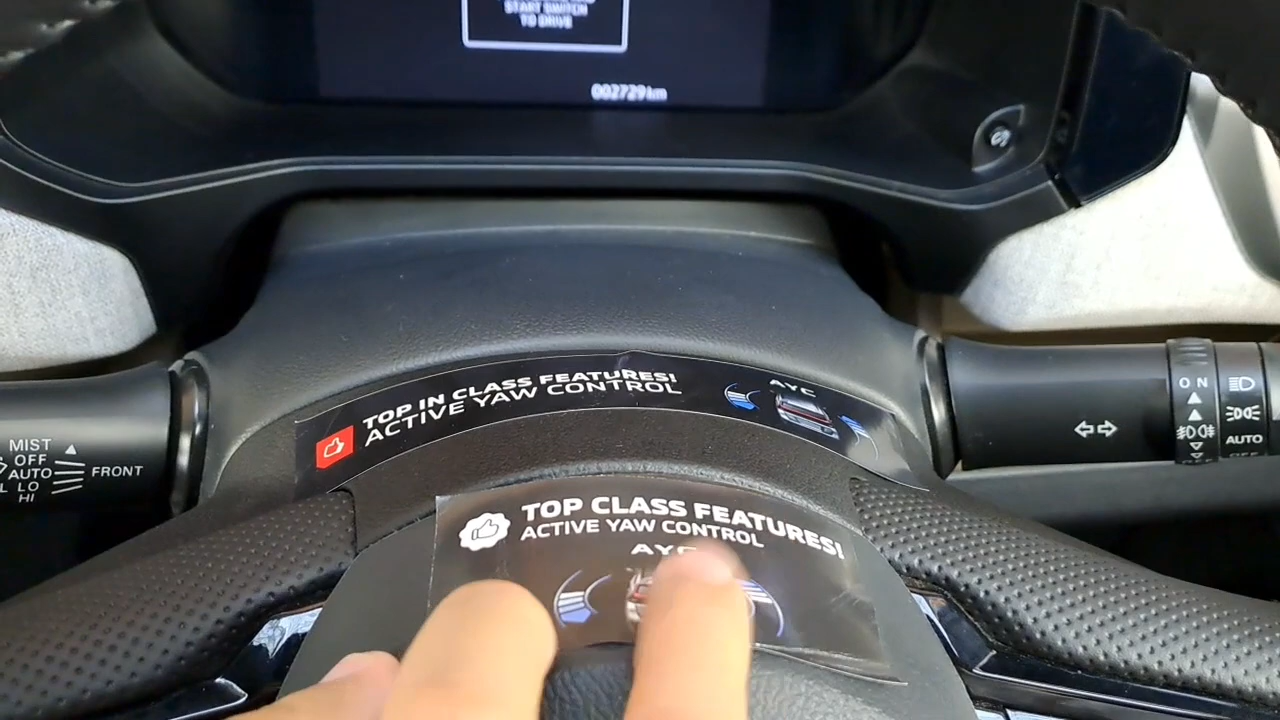 START SWITCH
TO DRIVE
002729km
TOP IN CLASS FEATURES!
ACTIVE YAW CONTROL
AYC
MIST
OFF
AUTO
LO
HI
FRONT
ON
AUTO
TOP CLASS FEATURES!
ACTIVE YAW CONTROL
AYC